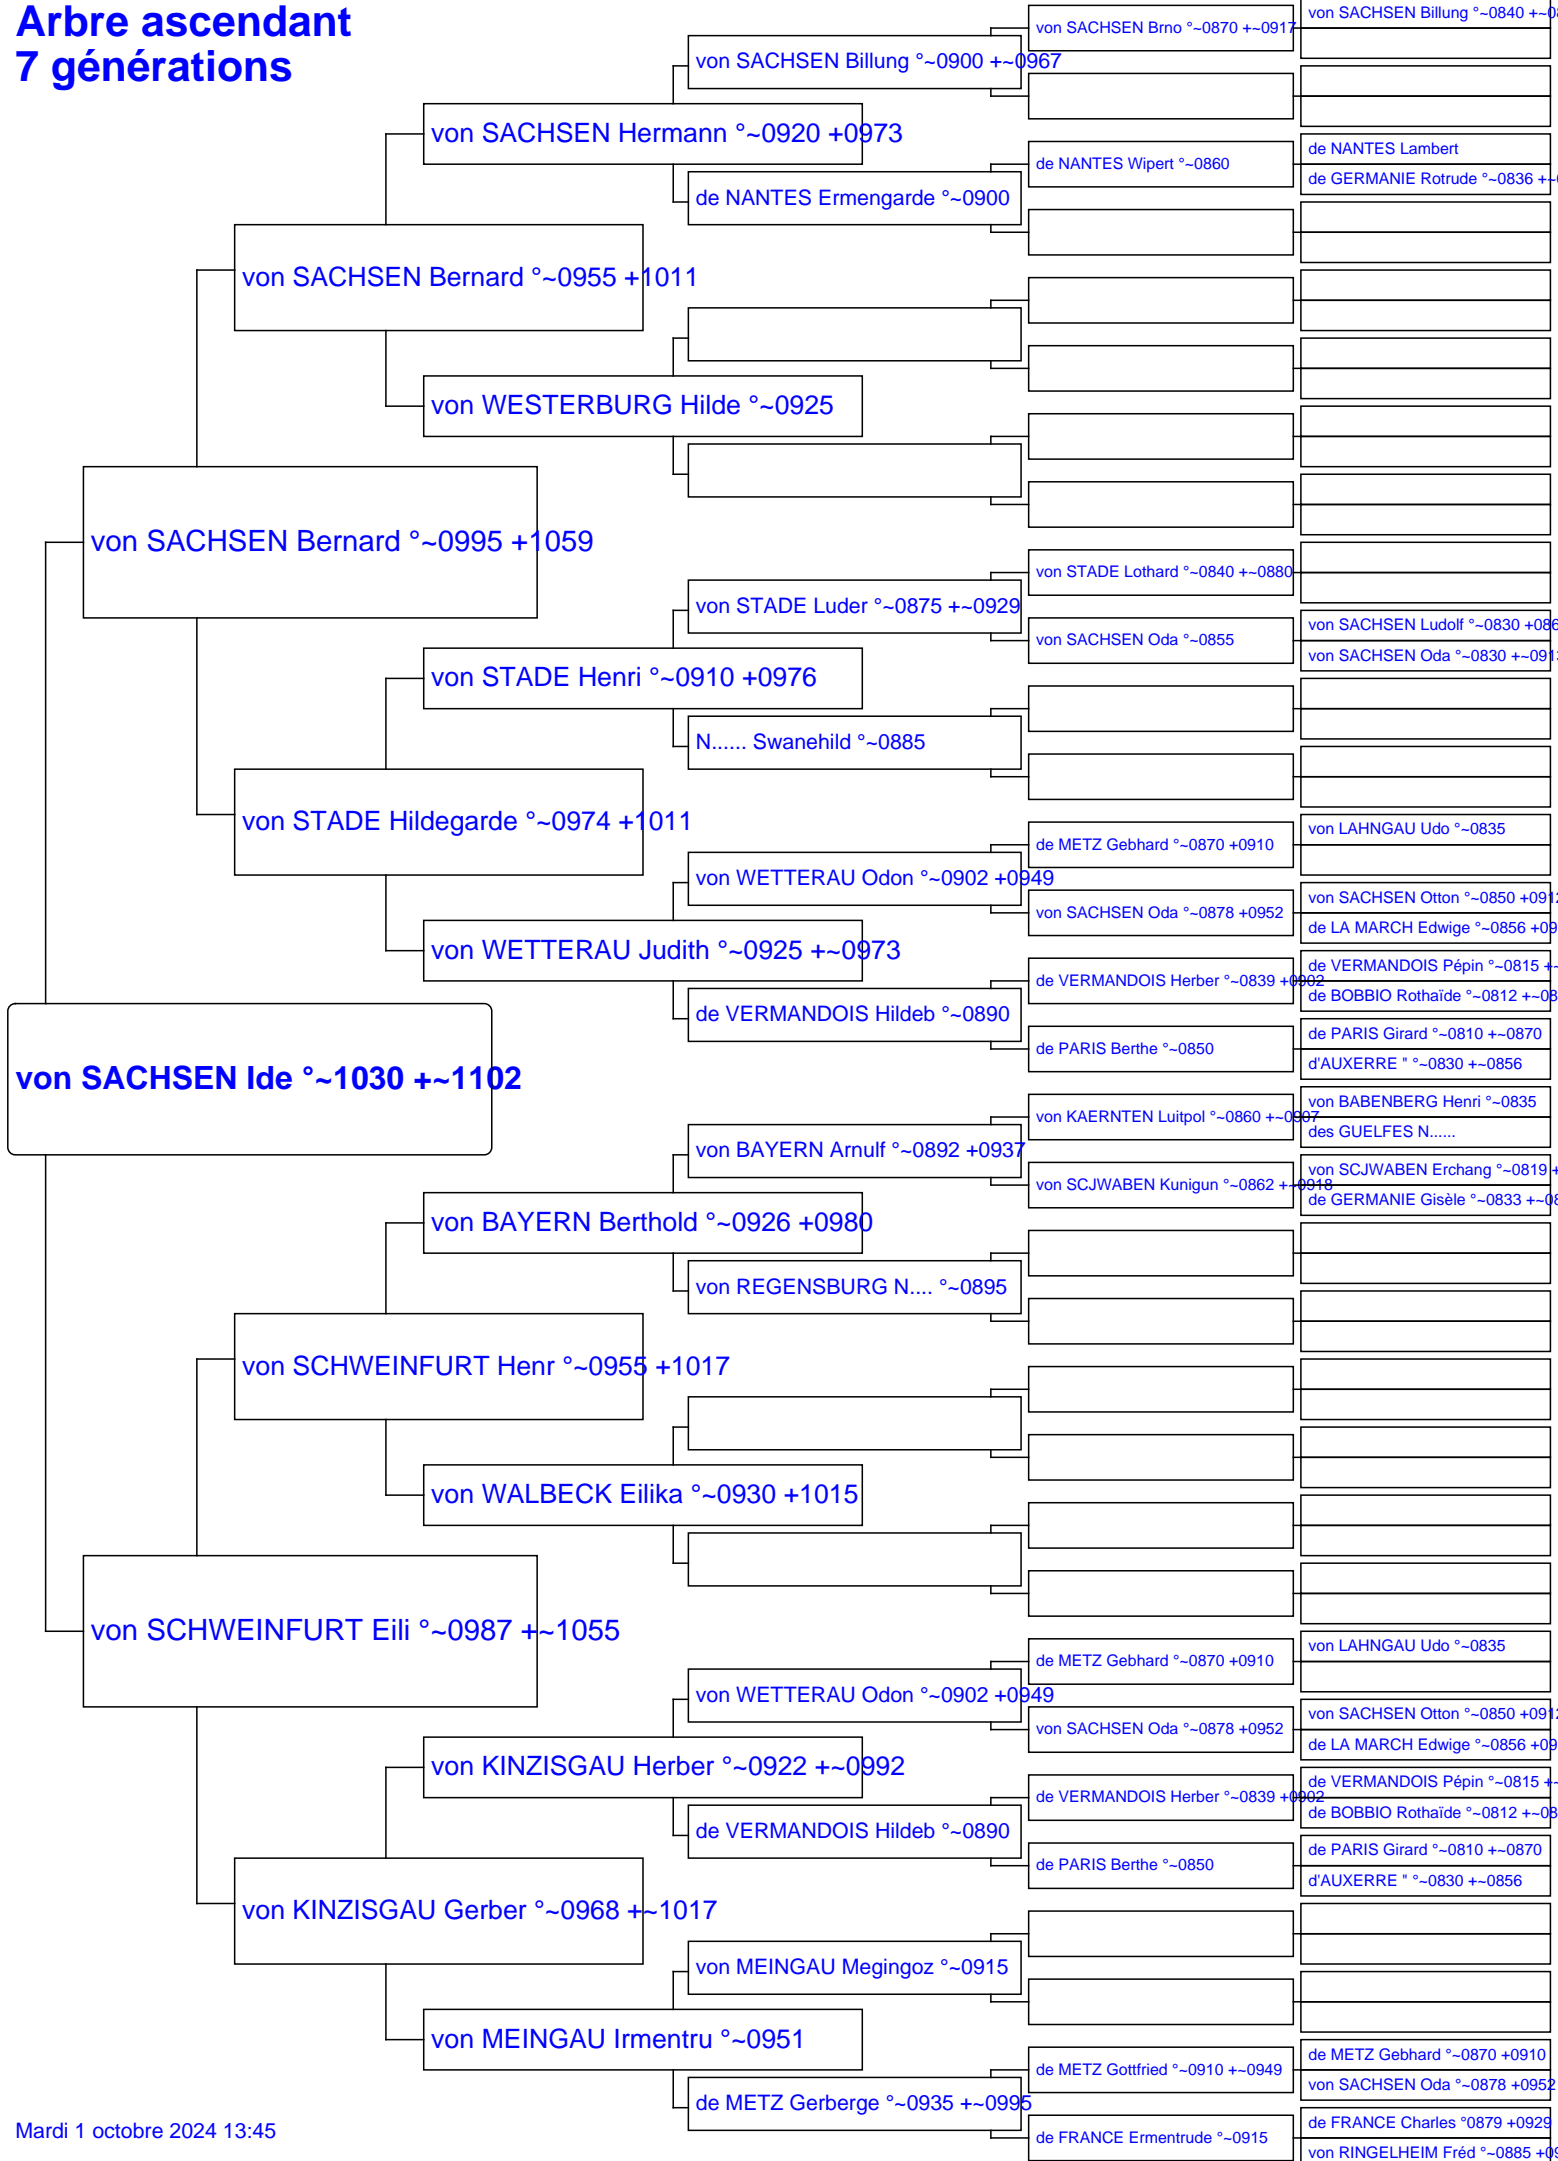 Arbre ascendant
7 générations
von SACHSEN Ide °~1030 +~1102
von SACHSEN Bernard °~0995 +1059
von SCHWEINFURT Eili °~0987 +~1055
von SACHSEN Bernard °~0955 +1011
von STADE Hildegarde °~0974 +1011
von SCHWEINFURT Henr °~0955 +1017
von KINZISGAU Gerber °~0968 +~1017
von SACHSEN Hermann °~0920 +0973
von WESTERBURG Hilde °~0925
von STADE Henri °~0910 +0976
von WETTERAU Judith °~0925 +~0973
von BAYERN Berthold °~0926 +0980
von WALBECK Eilika °~0930 +1015
von KINZISGAU Herber °~0922 +~0992
von MEINGAU Irmentru °~0951
von SACHSEN Billung °~0900 +~0967
de NANTES Ermengarde °~0900
von STADE Luder °~0875 +~0929
N...... Swanehild °~0885
von WETTERAU Odon °~0902 +0949
de VERMANDOIS Hildeb °~0890
von BAYERN Arnulf °~0892 +0937
von REGENSBURG N.... °~0895
von WETTERAU Odon °~0902 +0949
de VERMANDOIS Hildeb °~0890
von MEINGAU Megingoz °~0915
de METZ Gerberge °~0935 +~0995
von SACHSEN Brno °~0870 +~0917
de NANTES Wipert °~0860
von STADE Lothard °~0840 +~0880
von SACHSEN Oda °~0855
de METZ Gebhard °~0870 +0910
von SACHSEN Oda °~0878 +0952
de VERMANDOIS Herber °~0839 +0902
de PARIS Berthe °~0850
von KAERNTEN Luitpol °~0860 +~0907
von SCJWABEN Kunigun °~0862 +~0918
de METZ Gebhard °~0870 +0910
von SACHSEN Oda °~0878 +0952
de VERMANDOIS Herber °~0839 +0902
de PARIS Berthe °~0850
de METZ Gottfried °~0910 +~0949
de FRANCE Ermentrude °~0915
von SACHSEN Billung °~0840
de NANTES Lambert
de GERMANIE Rotrude °~0836
von SACHSEN Ludolf °~0830
von SACHSEN Oda °~0830 +~0913
von LAHNGAU Udo °~0835
von SACHSEN Otton °~0850 +0912
de LA MARCH Edwige °~0856
de VERMANDOIS Pépin °~0815
de BOBBIO Rothaïde °~0812
de PARIS Girard °~0810 +~0870
d'AUXERRE " °~0830 +~0856
von BABENBERG Henri °~0835
des GUELFES N......
von SCJWABEN Erchang °~0819
de GERMANIE Gisèle °~0833
von LAHNGAU Udo °~0835
von SACHSEN Otton °~0850 +0912
de LA MARCH Edwige °~0856
de VERMANDOIS Pépin °~0815
de BOBBIO Rothaïde °~0812
de PARIS Girard °~0810 +~0870
d'AUXERRE " °~0830 +~0856
de METZ Gebhard °~0870 +0910
von SACHSEN Oda °~0878 +0952
de FRANCE Charles °0879 +0929
von RINGELHEIM Fréd °~0885
Mardi 1 octobre 2024 13:45